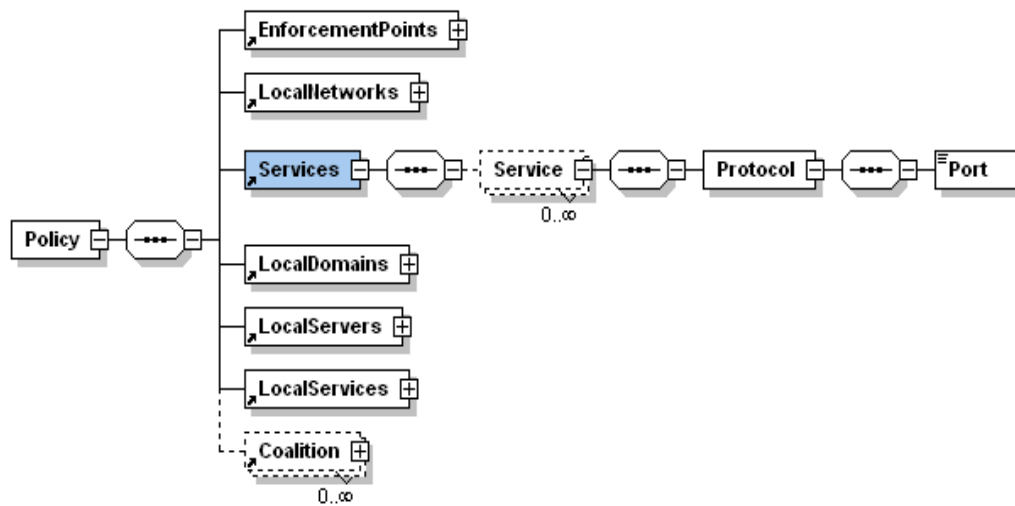 EnforcementPoints
LocalNetworks
Services
Service
Protocol
Port
0..∞
Policy
LocalDomains
LocalServers
LocalServices
Coalition
0..∞